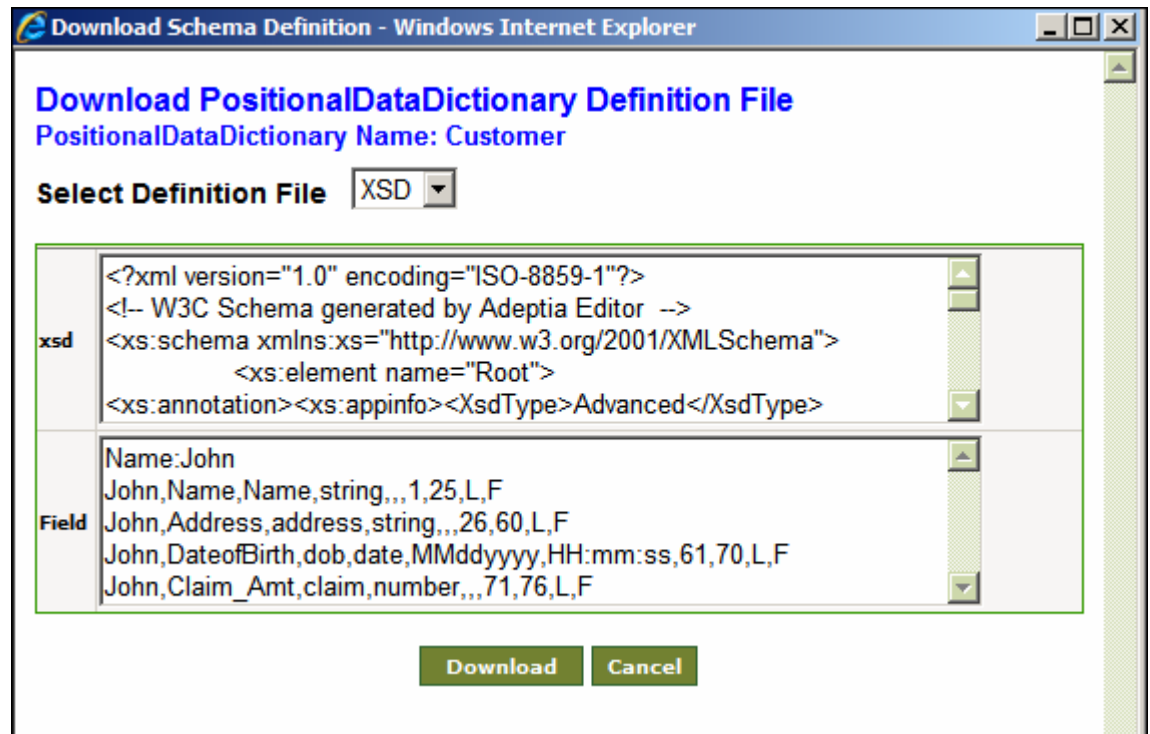 Download Schema Definition - Windows Internet Explorer
Download PositionalDataDictionary Definition File
PositionalDataDictionary Name: Customer
Select Definition File XSD
xsd
<?xml version="1.0" encoding="ISO-8859-1"?>
<!-- W3C Schema generated by Adeptia Editor  -->
<xs:schema xmlns:xs="http://www.w3.org/2001/XMLSchema">
<xs:element name="Root">
<xs:annotation><xs:appinfo><XsdType>Advanced</XsdType>
Field
Name:John
John,Name,Name,string,,,1,25,L,F
John,Address,address,string,,,26,60,L,F
John,DateofBirth,dob,date,MMddyyyy,HH:mm:ss,61,70,L,F
John,Claim_Amt,claim,number,,,71,76,L,F
Download Cancel